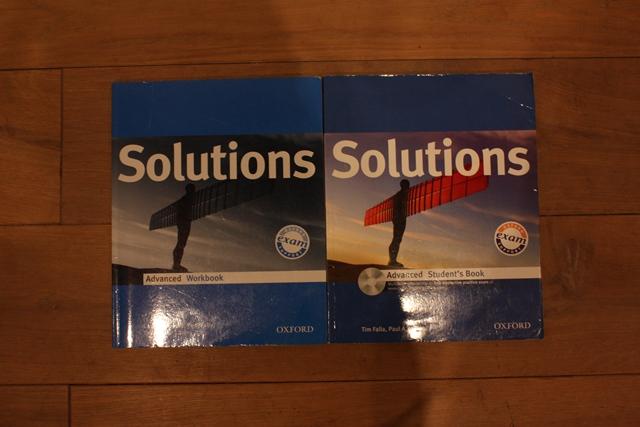 Solutions
exam
Advanced Workbook
OXFORD
Solutions
exam
Advanced Student's Book
Tim Falla, Paul A
OXFORD